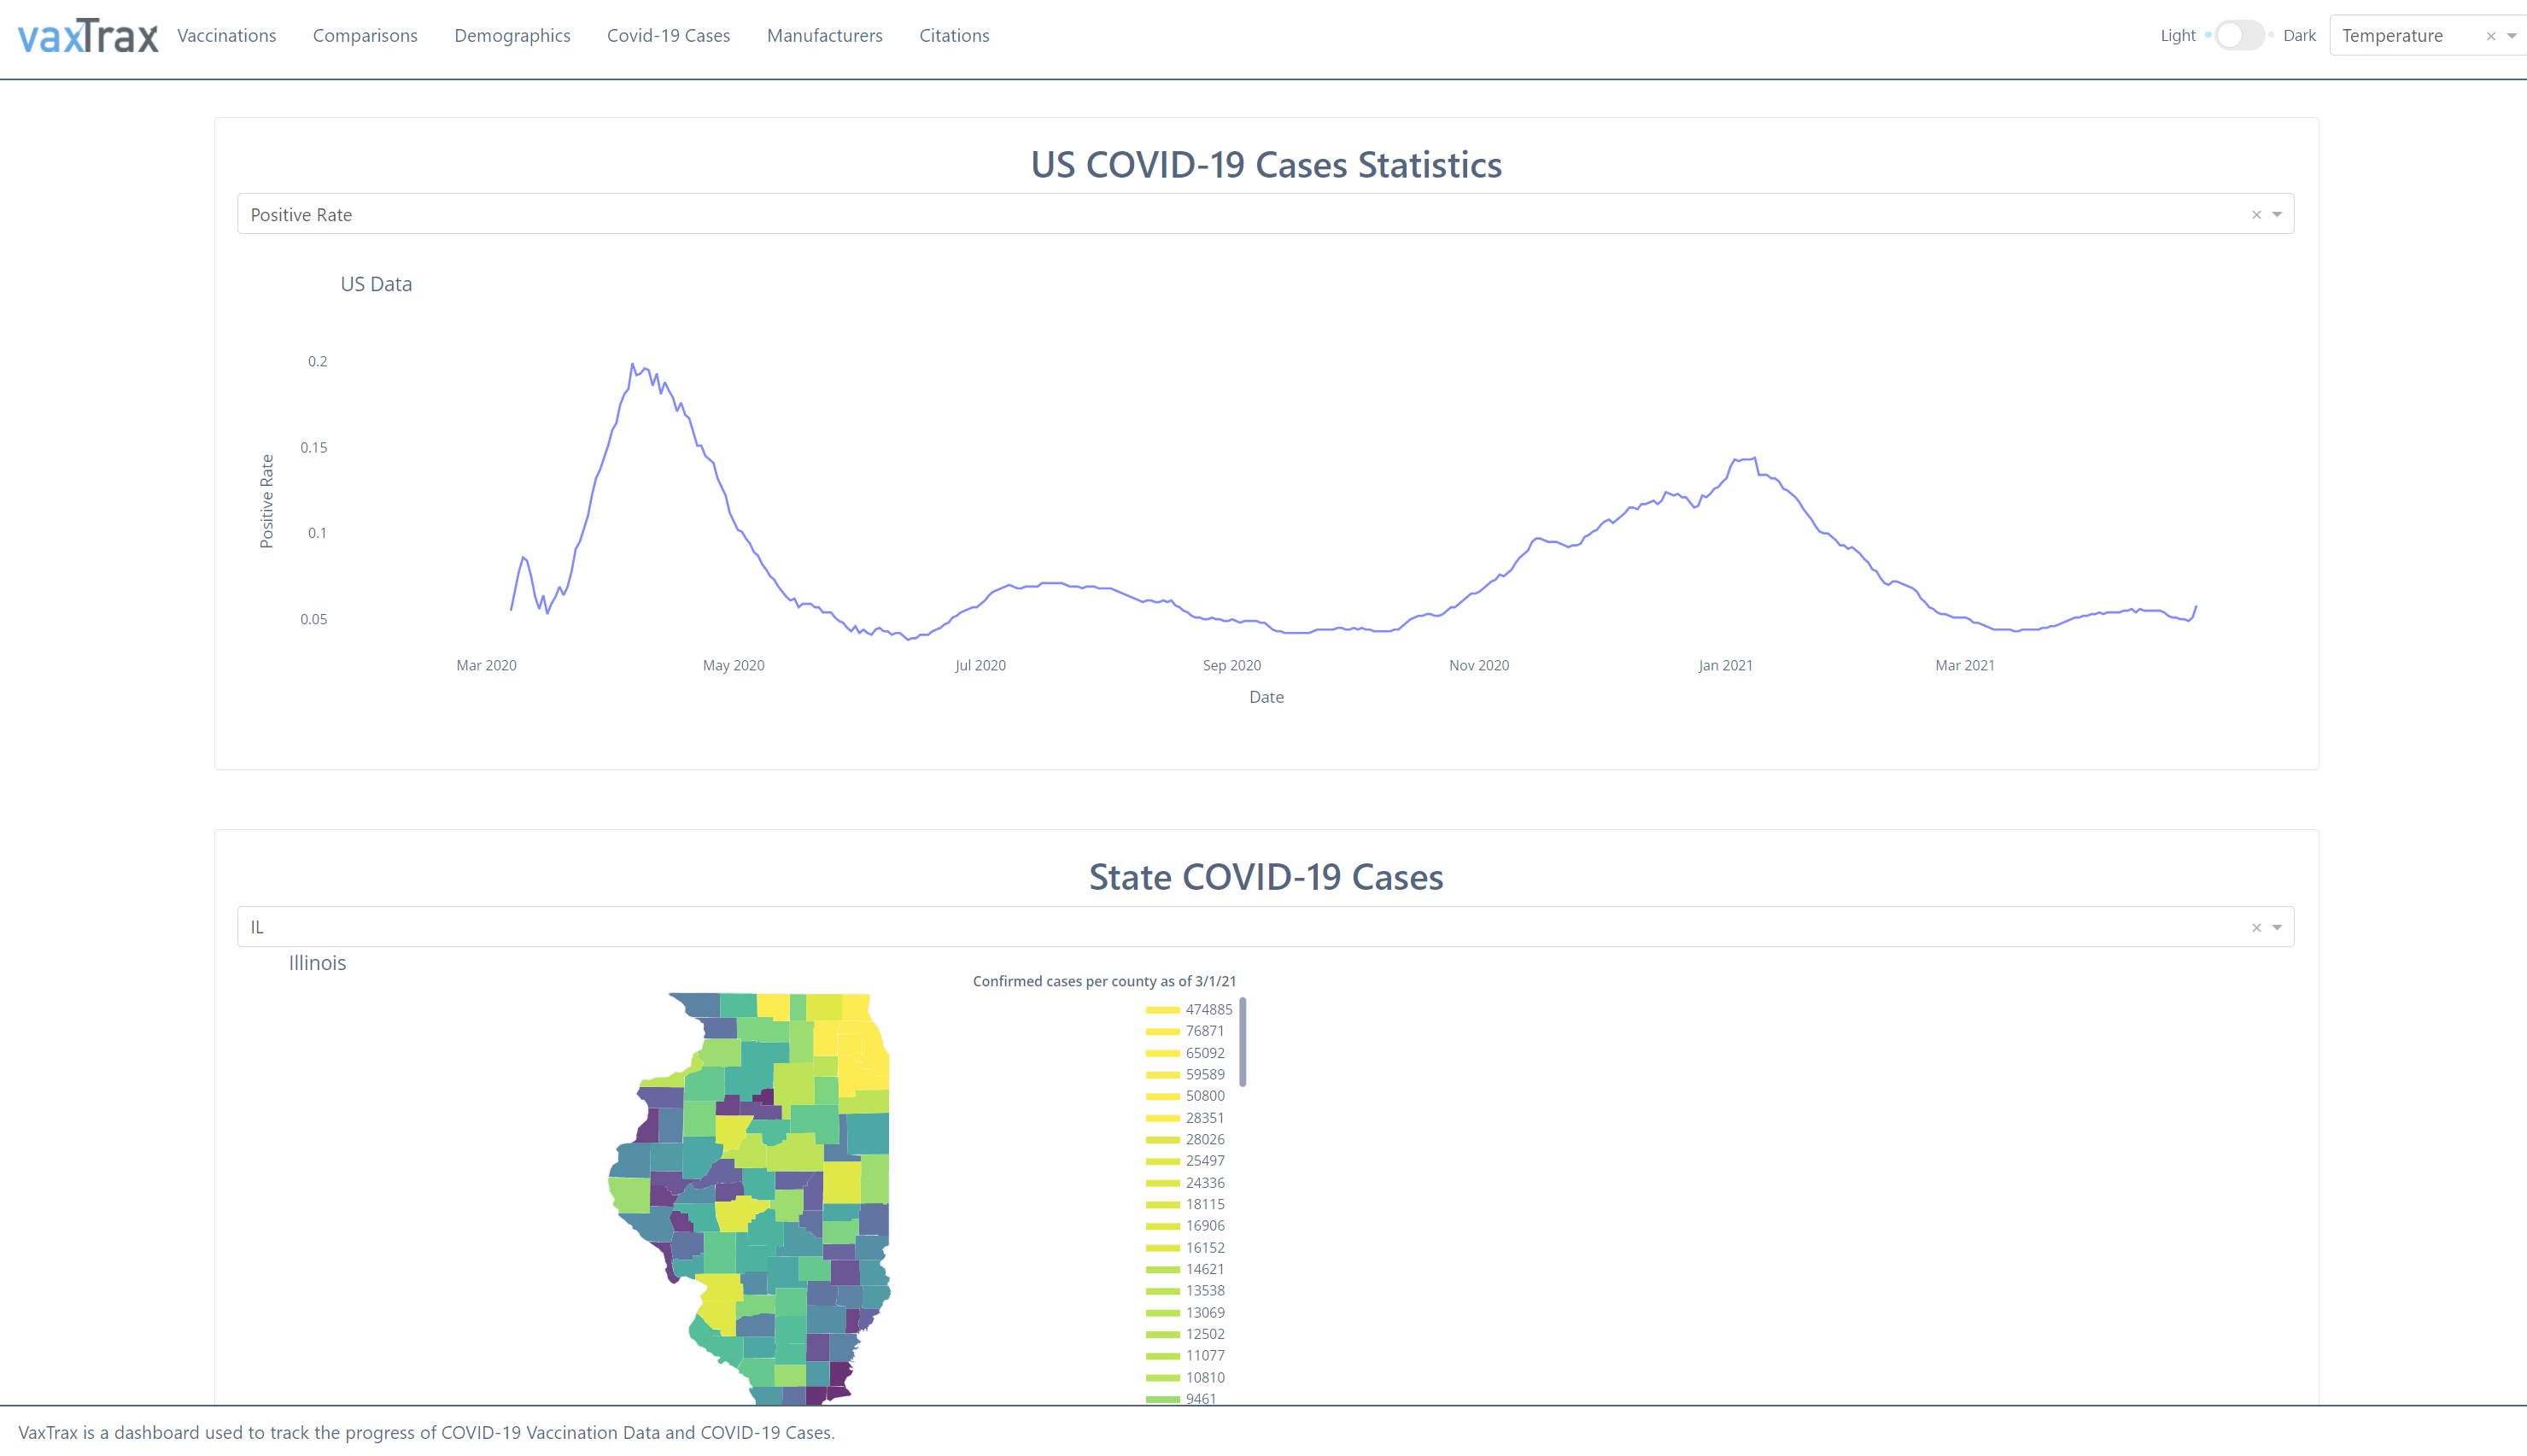 vaxTrax Vaccinations Comparisons Demographics Covid-19 Cases Manufacturers Citations Light Dark Temperature
US COVID-19 Cases Statistics
Positive Rate
US Data
0.2
0.15
0.1
0.05
Positive Rate
Mar 2020 May 2020 Jul 2020 Sep 2020 Nov 2020 Jan 2021 Mar 2021
Date
State COVID-19 Cases
IL
Illinois
Confirmed cases per county as of 3/1/21
474885
76871
65092
59589
50800
28351
28026
25497
24336
18115
16906
16152
14621
13538
13069
12502
11077
10810
9461
VaxTrax is a dashboard used to track the progress of COVID-19 Vaccination Data and COVID-19 Cases.